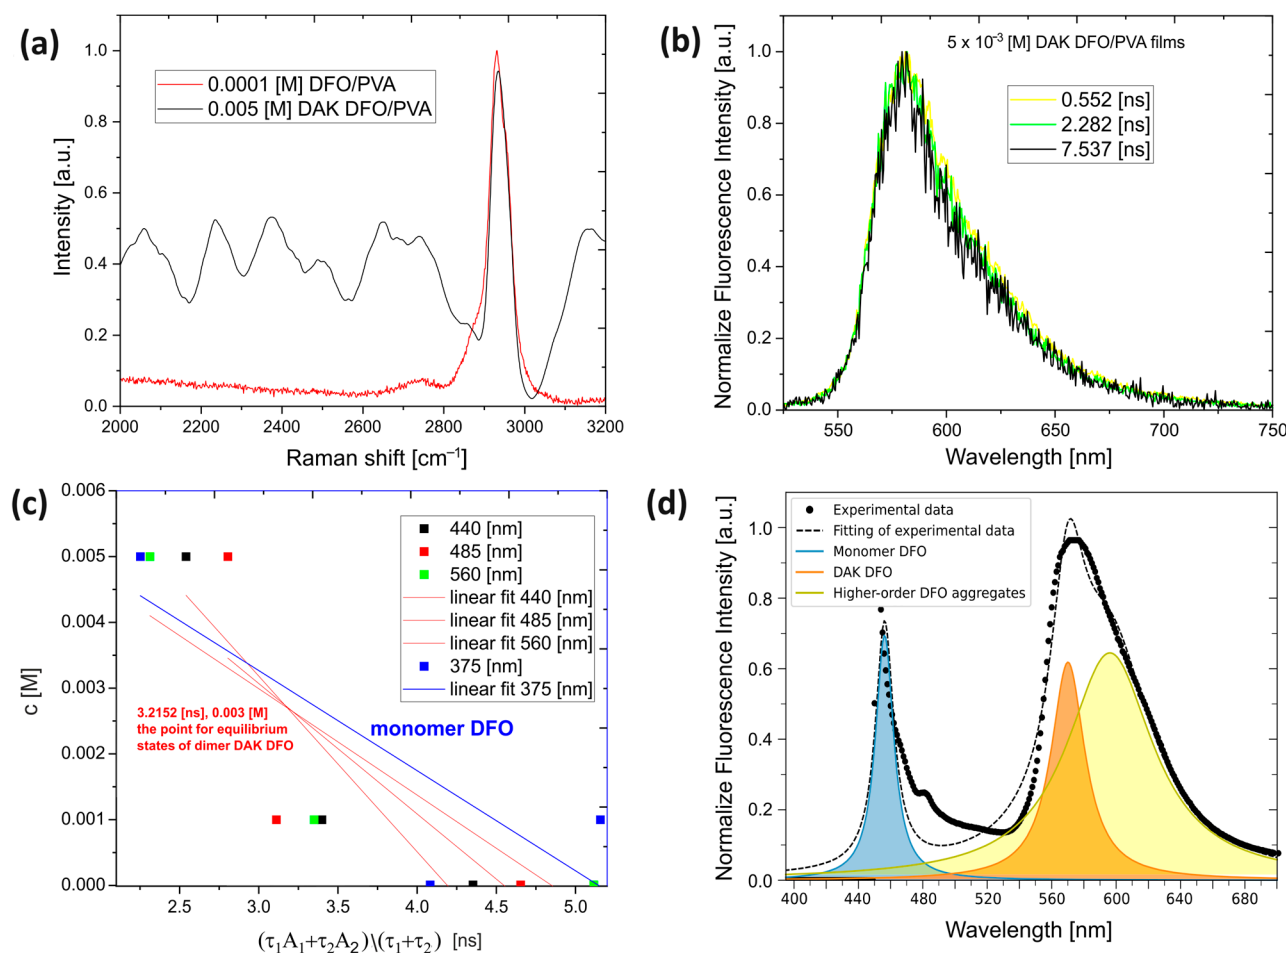 (a)
1.0
0.8
0.6
0.4
0.2
0.0
Intensity [a.u.]
0.0001 [M] DFO/PVA
0.005 [M] DAK DFO/PVA
2000 2200 2400 2600 2800 3000 3200
Raman shift [cm⁻¹]
(b)
1.0
0.8
0.6
0.4
0.2
0.0
Normalize Fluorescence Intensity [a.u.]
5 x 10⁻³ [M] DAK DFO/PVA films
0.552 [ns]
2.282 [ns]
7.537 [ns]
550 600 650 700 750
Wavelength [nm]
(c)
0.006
0.005
0.004
0.003
0.002
0.001
0.000
c [M]
440 [nm]
485 [nm]
560 [nm]
linear fit 440 [nm]
linear fit 485 [nm]
linear fit 560 [nm]
375 [nm]
linear fit 375 [nm]
3.2152 [ns], 0.003 [M]
the point for equilibrium
states of dimer DAK DFO
monomer DFO
2.5 3.0 3.5 4.0 4.5 5.0
(τ₁A₁+τ₂A₂)\(τ₁+τ₂) [ns]
(d)
1.0
0.8
0.6
0.4
0.2
0.0
Normalize Fluorescence Intensity [a.u.]
Experimental data
Fitting of experimental data
Monomer DFO
DAK DFO
Higher-order DFO aggregates
400 440 480 520 560 600 640 680
Wavelength [nm]